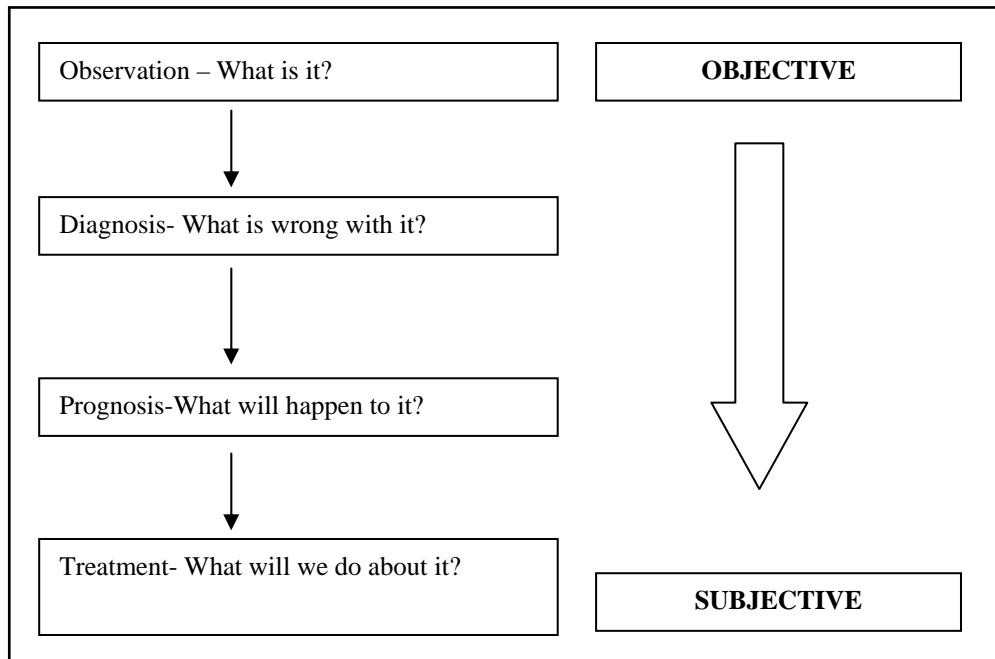 Observation – What is it?
OBJECTIVE
Diagnosis- What is wrong with it?
Prognosis-What will happen to it?
Treatment- What will we do about it?
SUBJECTIVE